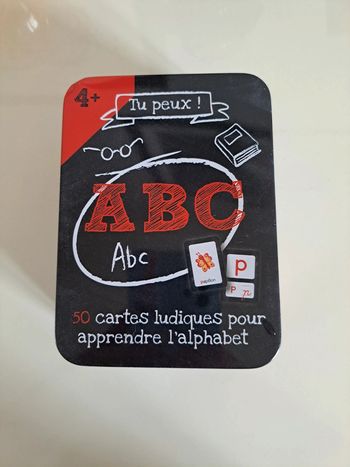 4+
Tu peux !
ABC
Abc
papillon
p
P p
50 cartes ludiques pour
apprendre l'alphabet